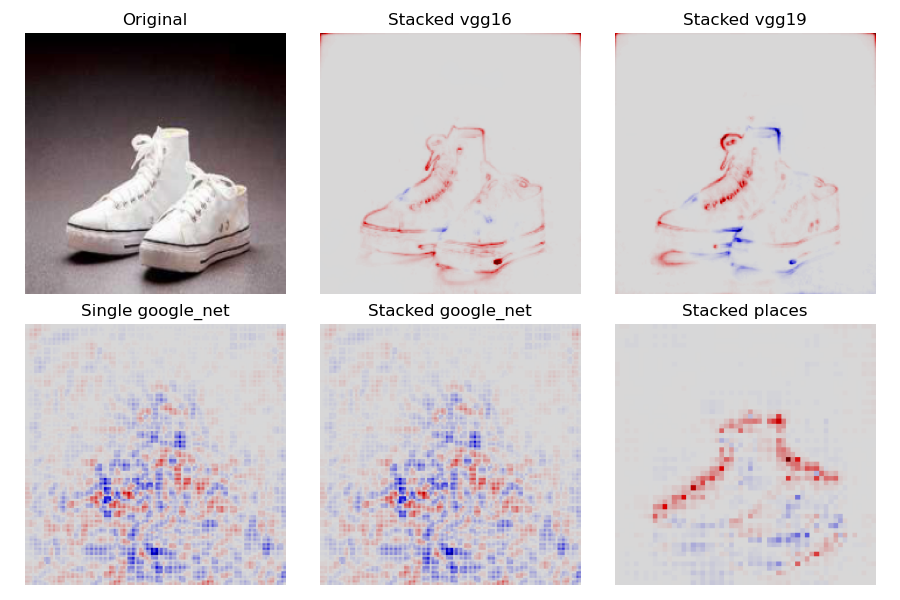 Original
Stacked vgg16
Stacked vgg19
Single google_net
Stacked google_net
Stacked places